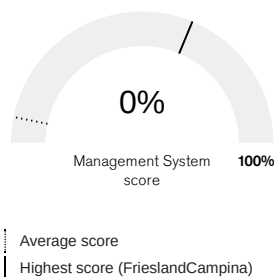 0%
Management System
score
100%
Average score
Highest score (FrieslandCampina)